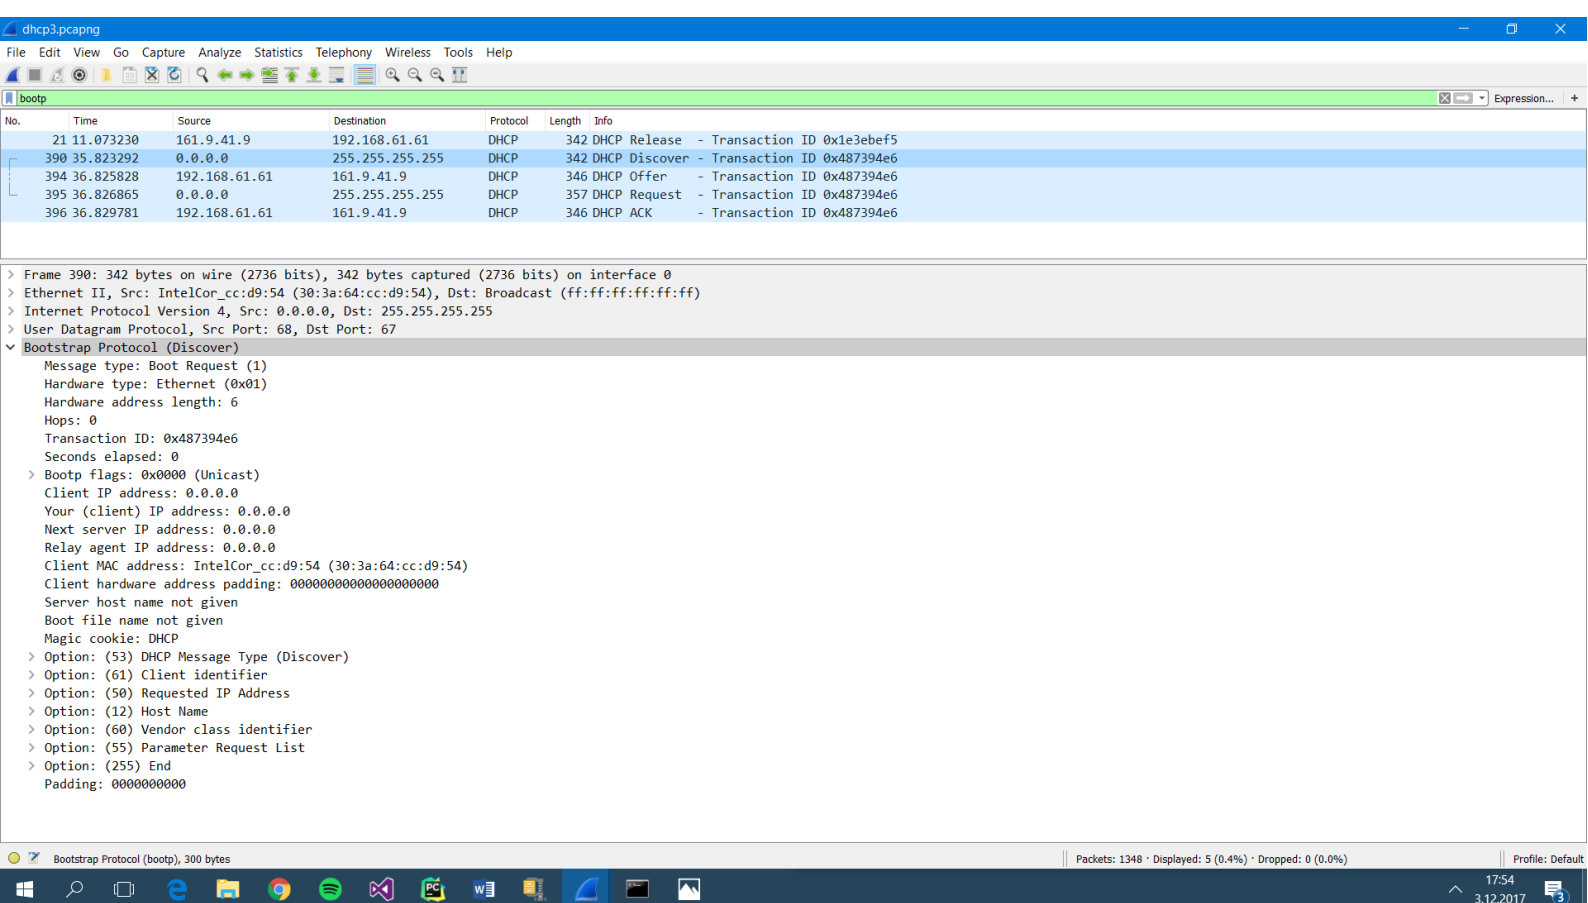 dhcp3.pcapng
File Edit View Go Capture Analyze Statistics Telephony Wireless Tools Help
bootp Expression... +
No. Time Source Destination Protocol Length Info
21 11.073230 161.9.41.9 192.168.61.61 DHCP 342 DHCP Release - Transaction ID 0x1e3ebef5
390 35.823292 0.0.0.0 255.255.255.255 DHCP 342 DHCP Discover - Transaction ID 0x487394e6
394 36.825828 192.168.61.61 161.9.41.9 DHCP 346 DHCP Offer - Transaction ID 0x487394e6
395 36.826865 0.0.0.0 255.255.255.255 DHCP 357 DHCP Request - Transaction ID 0x487394e6
396 36.829781 192.168.61.61 161.9.41.9 DHCP 346 DHCP ACK - Transaction ID 0x487394e6
Frame 390: 342 bytes on wire (2736 bits), 342 bytes captured (2736 bits) on interface 0
Ethernet II, Src: IntelCor_cc:d9:54 (30:3a:64:cc:d9:54), Dst: Broadcast (ff:ff:ff:ff:ff:ff)
Internet Protocol Version 4, Src: 0.0.0.0, Dst: 255.255.255.255
User Datagram Protocol, Src Port: 68, Dst Port: 67
Bootstrap Protocol (Discover)
Message type: Boot Request (1)
Hardware type: Ethernet (0x01)
Hardware address length: 6
Hops: 0
Transaction ID: 0x487394e6
Seconds elapsed: 0
Bootp flags: 0x0000 (Unicast)
Client IP address: 0.0.0.0
Your (client) IP address: 0.0.0.0
Next server IP address: 0.0.0.0
Relay agent IP address: 0.0.0.0
Client MAC address: IntelCor_cc:d9:54 (30:3a:64:cc:d9:54)
Client hardware address padding: 00000000000000000000
Server host name not given
Boot file name not given
Magic cookie: DHCP
Option: (53) DHCP Message Type (Discover)
Option: (61) Client identifier
Option: (50) Requested IP Address
Option: (12) Host Name
Option: (60) Vendor class identifier
Option: (55) Parameter Request List
Option: (255) End
Padding: 0000000000
Bootstrap Protocol (bootp), 300 bytes Packets: 1348 · Displayed: 5 (0.4%) · Dropped: 0 (0.0%) Profile: Default
17:54
3.12.2017 3